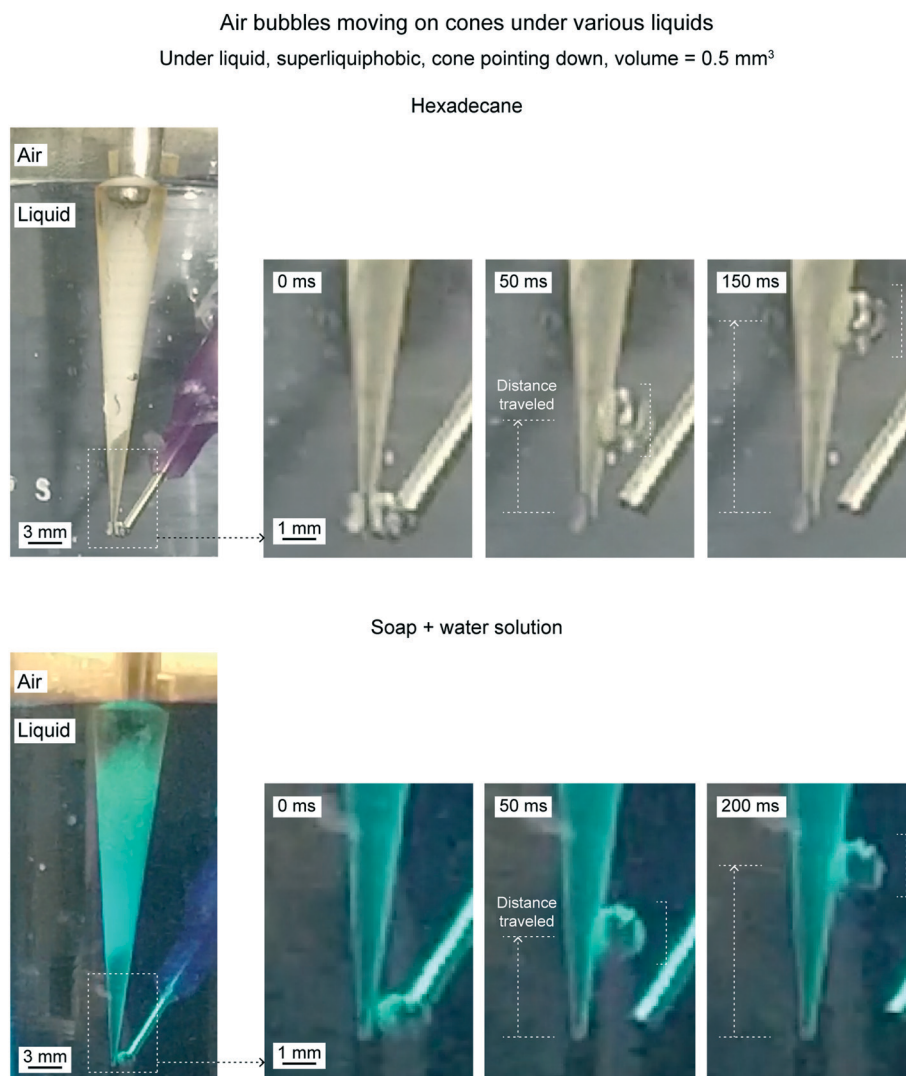 Air bubbles moving on cones under various liquids
Under liquid, superliquiphobic, cone pointing down, volume = 0.5 mm³
Hexadecane
Air
Liquid
S
3 mm
0 ms
1 mm
50 ms
Distance
traveled
150 ms
Soap + water solution
Air
Liquid
3 mm
0 ms
1 mm
50 ms
Distance
traveled
200 ms